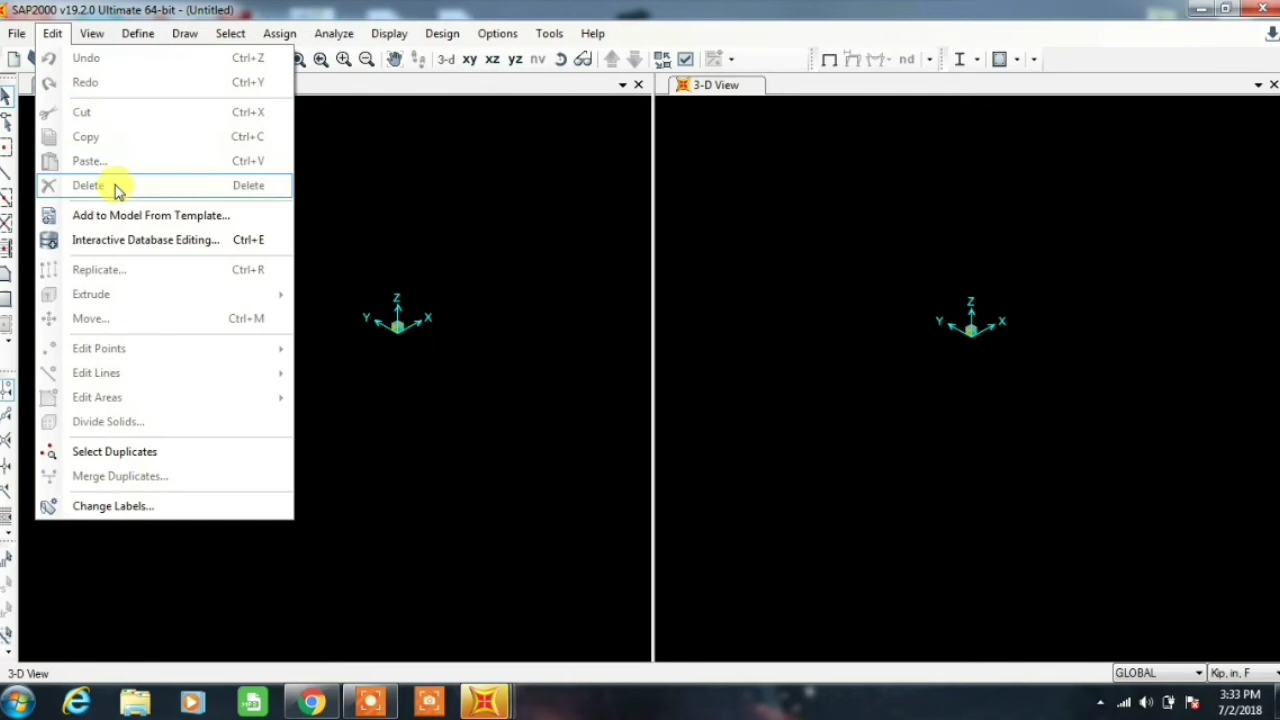 SAP2000 v19.2.0 Ultimate 64-bit - (Untitled)
File Edit View Define Draw Select Assign Analyze Display Design Options Tools Help
3-d xy xz yz nv nd
3-D View
Undo Ctrl+Z
Redo Ctrl+Y
Cut Ctrl+X
Copy Ctrl+C
Paste... Ctrl+V
Delete Delete
Add to Model From Template...
Interactive Database Editing... Ctrl+E
Replicate... Ctrl+R
Extrude
Move... Ctrl+M
Edit Points
Edit Lines
Edit Areas
Divide Solids...
Select Duplicates
Merge Duplicates...
Change Labels...
Z
Y X
Z
Y X
3-D View GLOBAL Kip, in, F
3:33 PM
7/2/2018